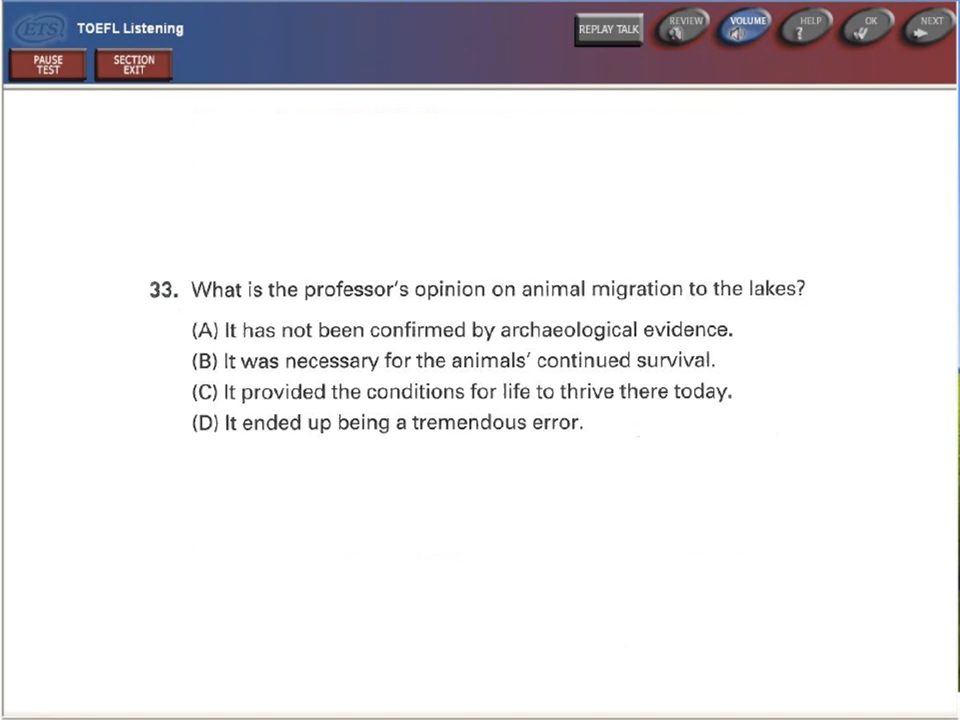 ETS TOEFL Listening
REPLAY TALK
REVIEW
VOLUME
HELP
?
OK
NEXT
PAUSE
TEST
SECTION
EXIT
33. What is the professor's opinion on animal migration to the lakes?
(A) It has not been confirmed by archaeological evidence.
(B) It was necessary for the animals' continued survival.
(C) It provided the conditions for life to thrive there today.
(D) It ended up being a tremendous error.